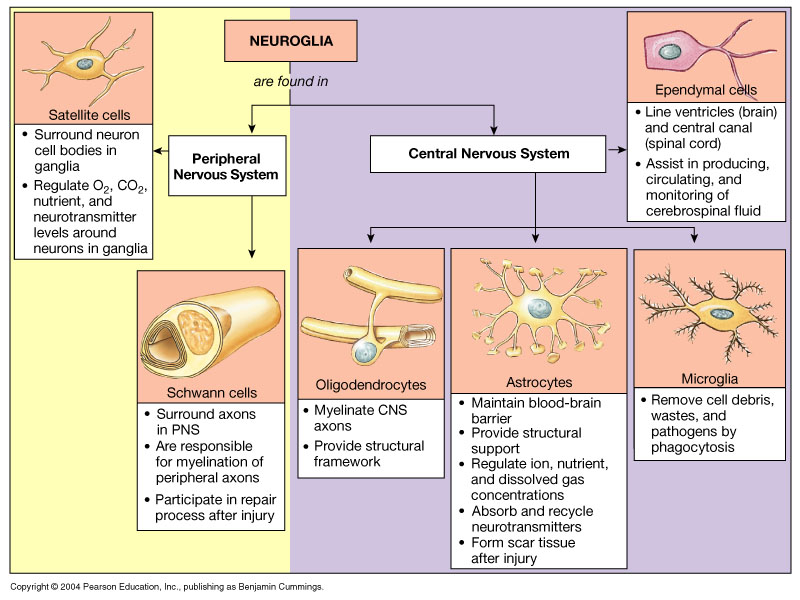 NEUROGLIA
are found in
Satellite cells
• Surround neuron
cell bodies in
ganglia
• Regulate O₂, CO₂,
nutrient, and
neurotransmitter
levels around
neurons in ganglia
Peripheral
Nervous System
Central Nervous System
Ependymal cells
• Line ventricles (brain)
and central canal
(spinal cord)
• Assist in producing,
circulating, and
monitoring of
cerebrospinal fluid
Schwann cells
• Surround axons
in PNS
• Are responsible
for myelination of
peripheral axons
• Participate in repair
process after injury
Oligodendrocytes
• Myelinate CNS
axons
• Provide structural
framework
Astrocytes
• Maintain blood-brain
barrier
• Provide structural
support
• Regulate ion, nutrient,
and dissolved gas
concentrations
• Absorb and recycle
neurotransmitters
• Form scar tissue
after injury
Microglia
• Remove cell debris,
wastes, and
pathogens by
phagocytosis
Copyright © 2004 Pearson Education, Inc., publishing as Benjamin Cummings.